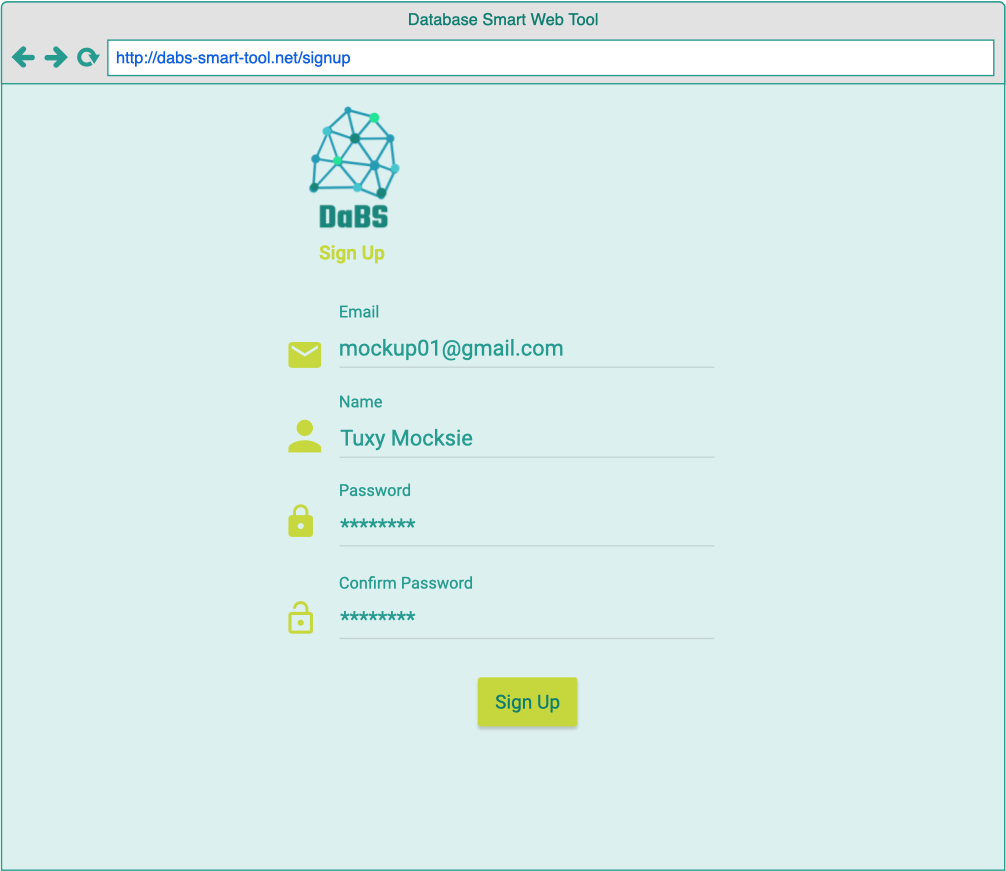 Database Smart Web Tool
http://dabs-smart-tool.net/signup
DaBS
Sign Up
Email
mockup01@gmail.com
Name
Tuxy Mocksie
Password
********
Confirm Password
********
Sign Up